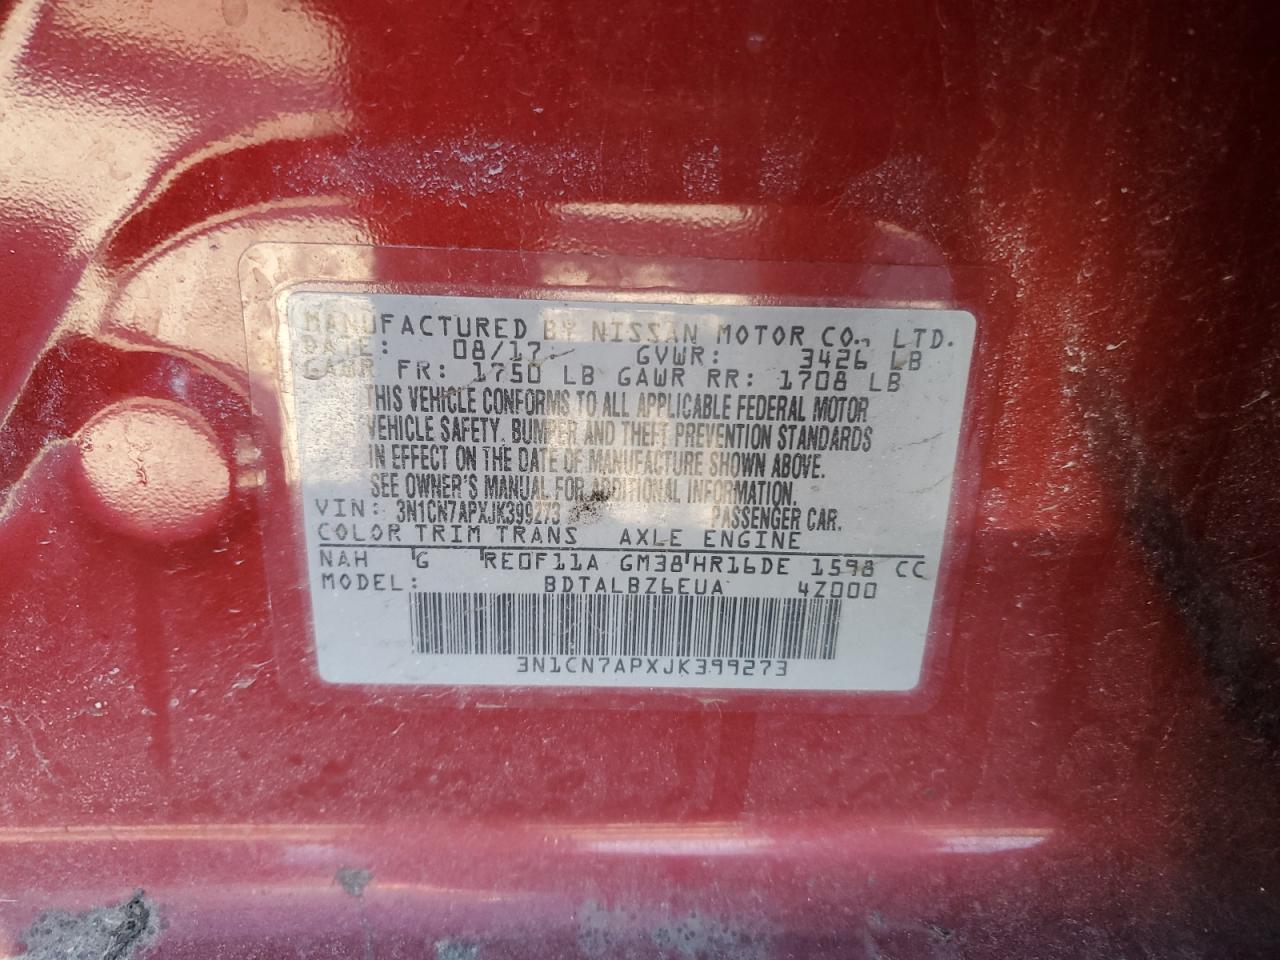 MANUFACTURED BY NISSAN MOTOR CO., LTD.
DATE: 08/17 GVWR: 3426 LB
GAWR FR: 1750 LB GAWR RR: 1708 LB
THIS VEHICLE CONFORMS TO ALL APPLICABLE FEDERAL MOTOR
VEHICLE SAFETY, BUMPER AND THEFT PREVENTION STANDARDS
IN EFFECT ON THE DATE OF MANUFACTURE SHOWN ABOVE.
SEE OWNER'S MANUAL FOR ADDITIONAL INFORMATION.
VIN: 3N1CN7APXJK399273 PASSENGER CAR.
COLOR TRIM TRANS AXLE ENGINE
NAH G RE0F11A GM38 HR16DE 1598 CC
MODEL: BDTALBZ6EUA 4Z000
3N1CN7APXJK399273